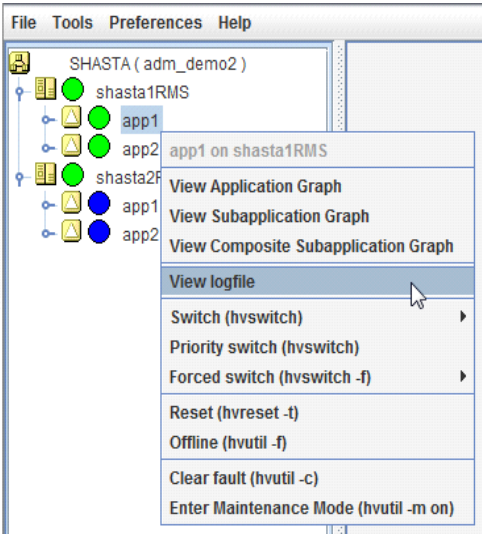 File Tools Preferences Help
SHASTA ( adm_demo2 )
shasta1RMS
app1
app2
shasta2R
app1
app2
app1 on shasta1RMS
View Application Graph
View Subapplication Graph
View Composite Subapplication Graph
View logfile
Switch (hvswitch)
Priority switch (hvswitch)
Forced switch (hvswitch -f)
Reset (hvreset -t)
Offline (hvutil -f)
Clear fault (hvutil -c)
Enter Maintenance Mode (hvutil -m on)